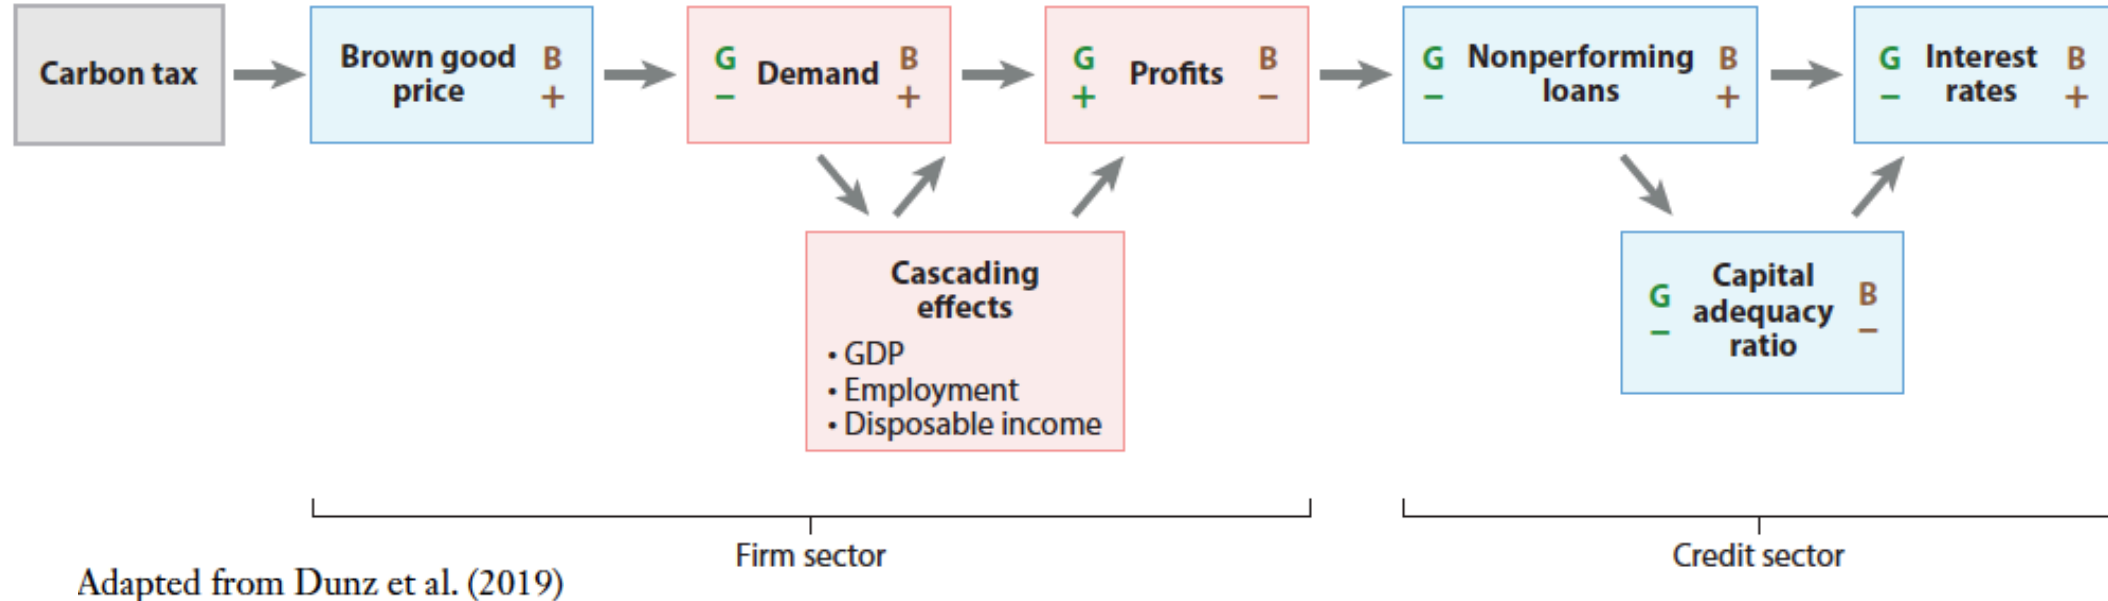 Carbon tax
Brown good B
price +
G Demand B
− +
G Profits B
+ −
G Nonperforming B
− loans +
G Interest B
− rates +
Cascading
effects
• GDP
• Employment
• Disposable income
Capital
G adequacy B
− ratio −
Firm sector
Credit sector
Adapted from Dunz et al. (2019)